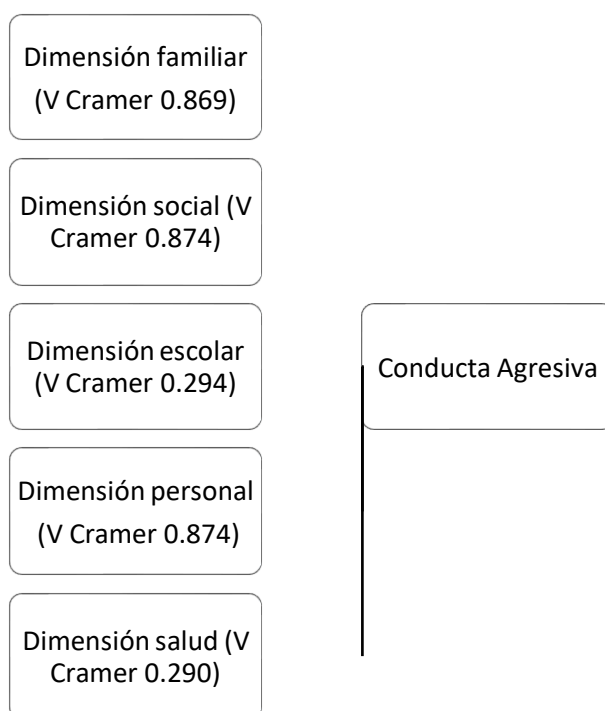 Dimensión familiar
(V Cramer 0.869)
Dimensión social (V
Cramer 0.874)
Dimensión escolar
(V Cramer 0.294)
Conducta Agresiva
Dimensión personal
(V Cramer 0.874)
Dimensión salud (V
Cramer 0.290)